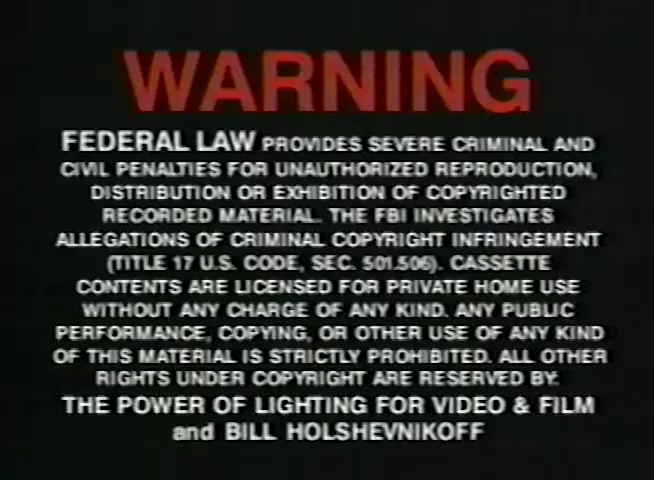 WARNING
FEDERAL LAW PROVIDES SEVERE CRIMINAL AND
CIVIL PENALTIES FOR UNAUTHORIZED REPRODUCTION,
DISTRIBUTION OR EXHIBITION OF COPYRIGHTED
RECORDED MATERIAL. THE FBI INVESTIGATES
ALLEGATIONS OF CRIMINAL COPYRIGHT INFRINGEMENT
(TITLE 17 U.S. CODE, SEC. 501.506). CASSETTE
CONTENTS ARE LICENSED FOR PRIVATE HOME USE
WITHOUT ANY CHARGE OF ANY KIND. ANY PUBLIC
PERFORMANCE, COPYING, OR OTHER USE OF ANY KIND
OF THIS MATERIAL IS STRICTLY PROHIBITED. ALL OTHER
RIGHTS UNDER COPYRIGHT ARE RESERVED BY:
THE POWER OF LIGHTING FOR VIDEO & FILM
and BILL HOLSHEVNIKOFF